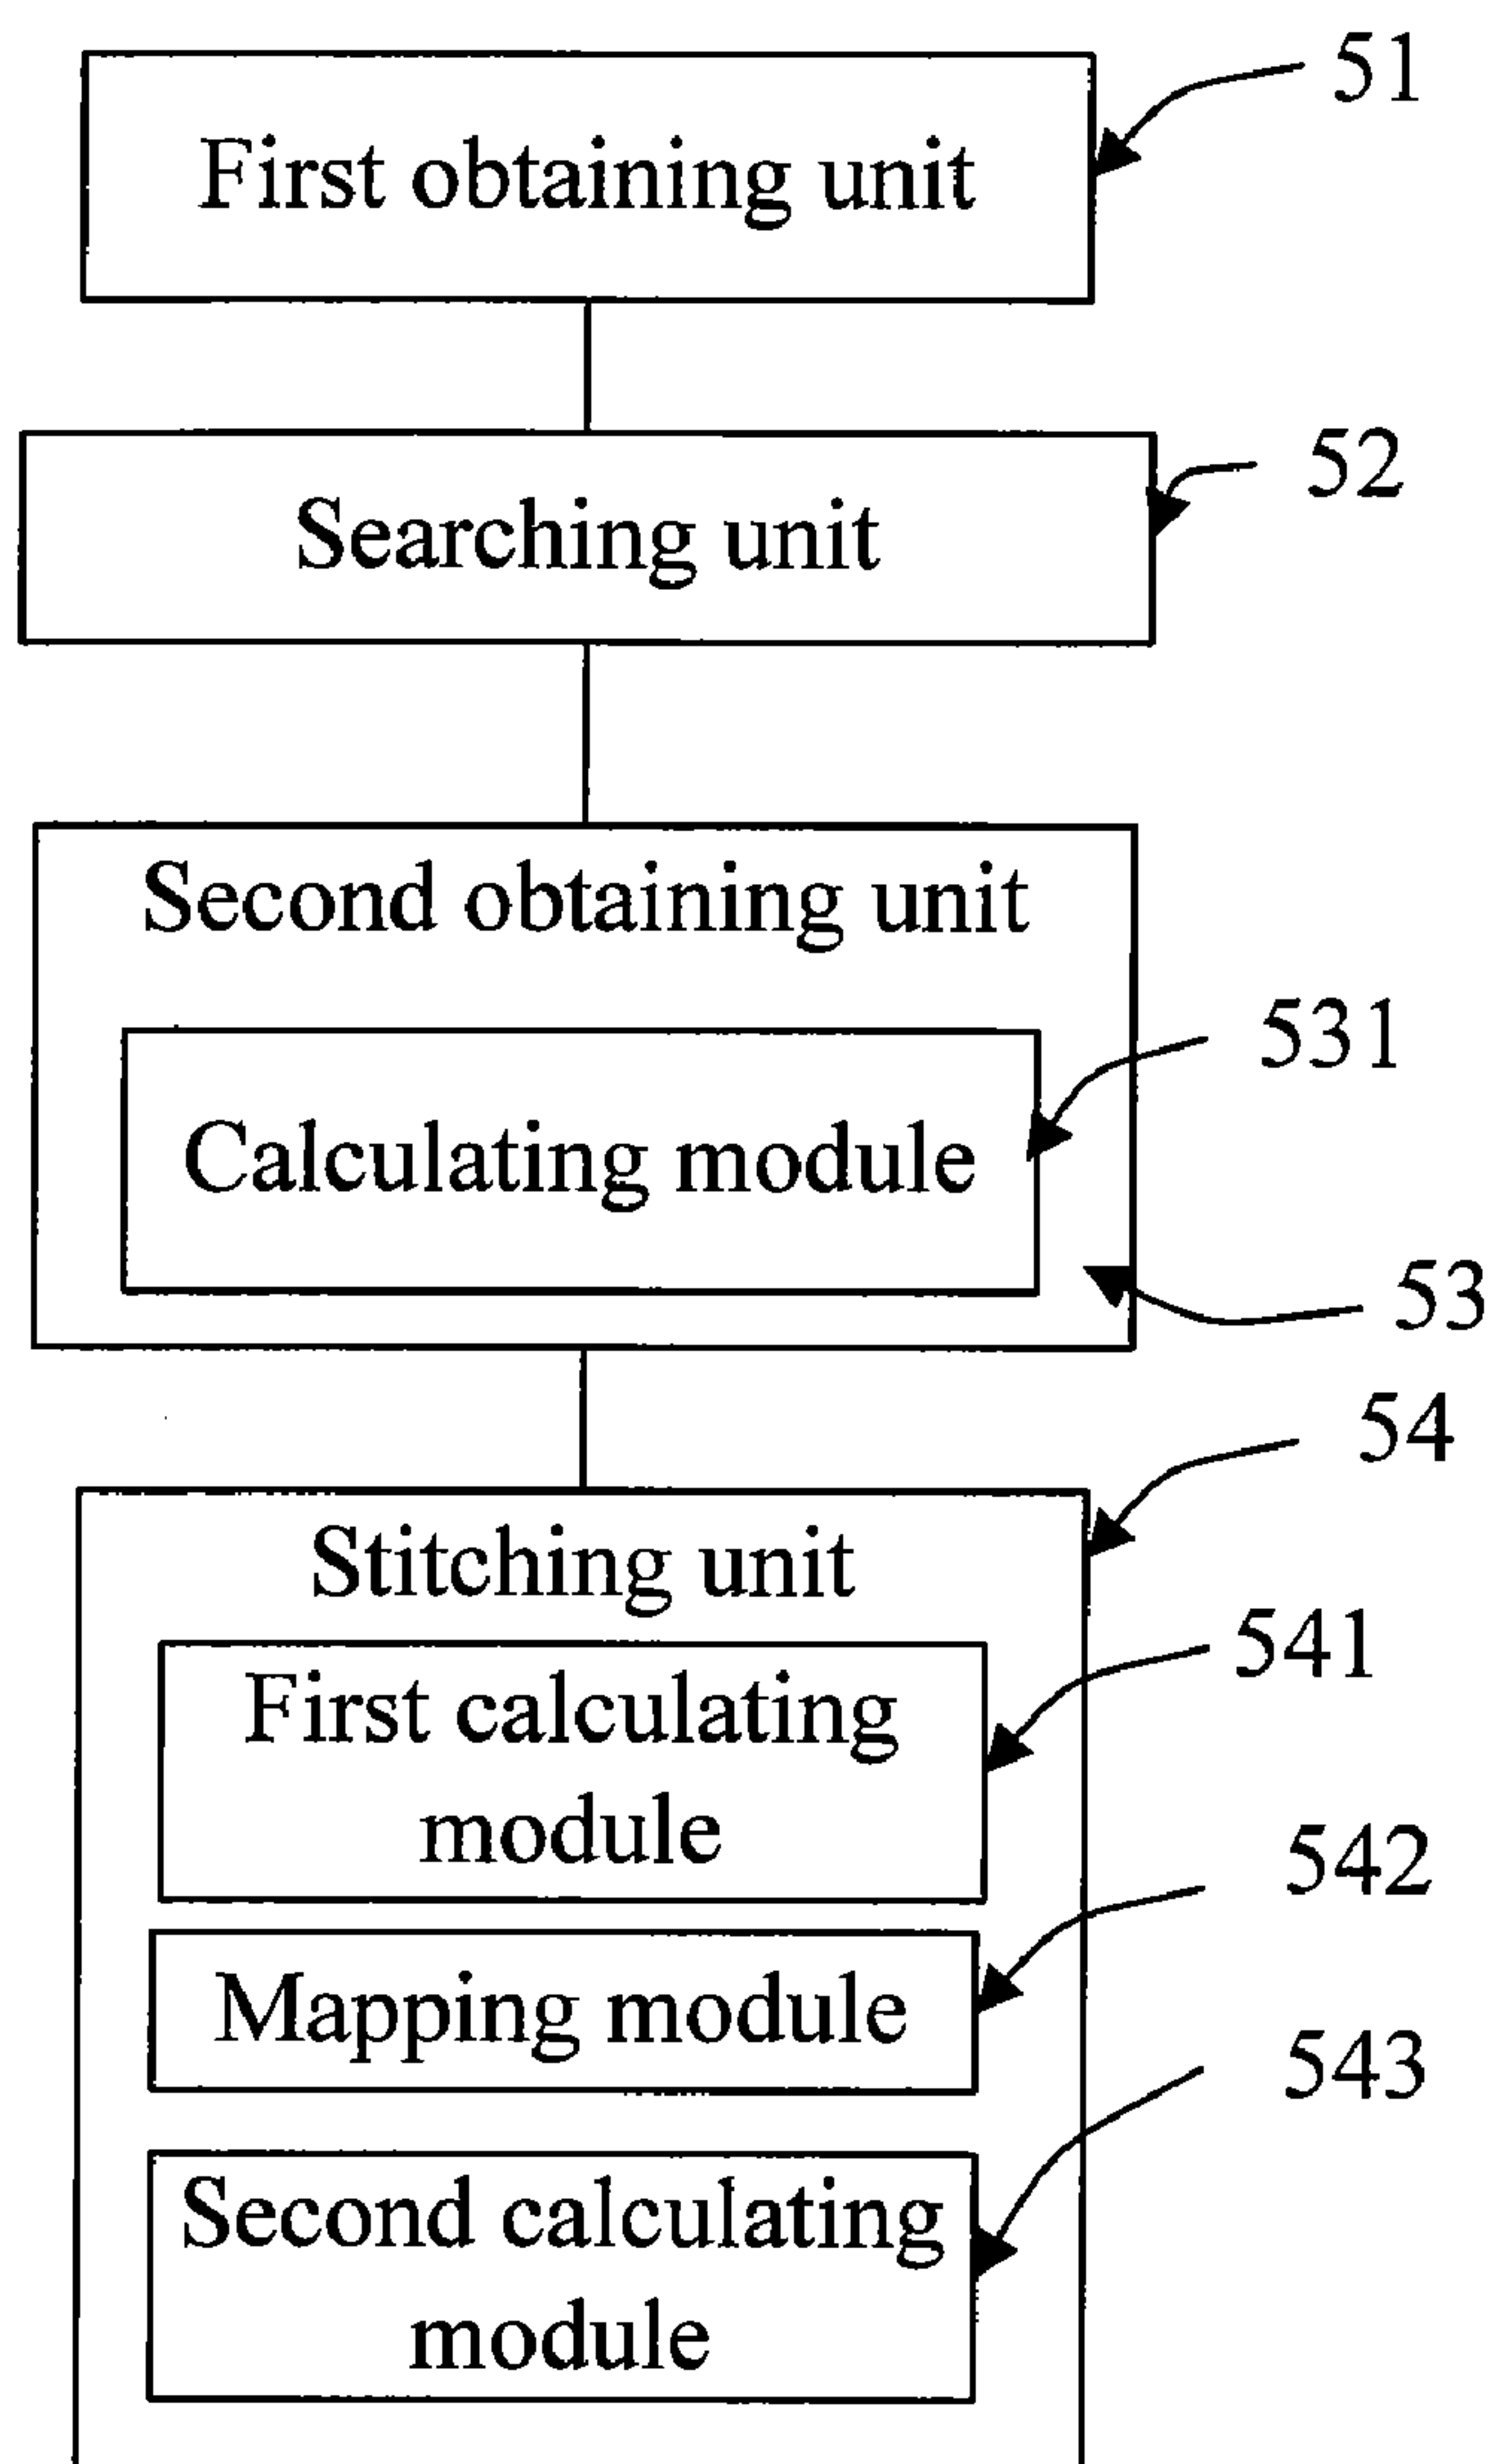 51
First obtaining unit
52
Searching unit
Second obtaining unit
531
Calculating module
53
54
Stitching unit
541
First calculating
module
542
Mapping module
543
Second calculating
module